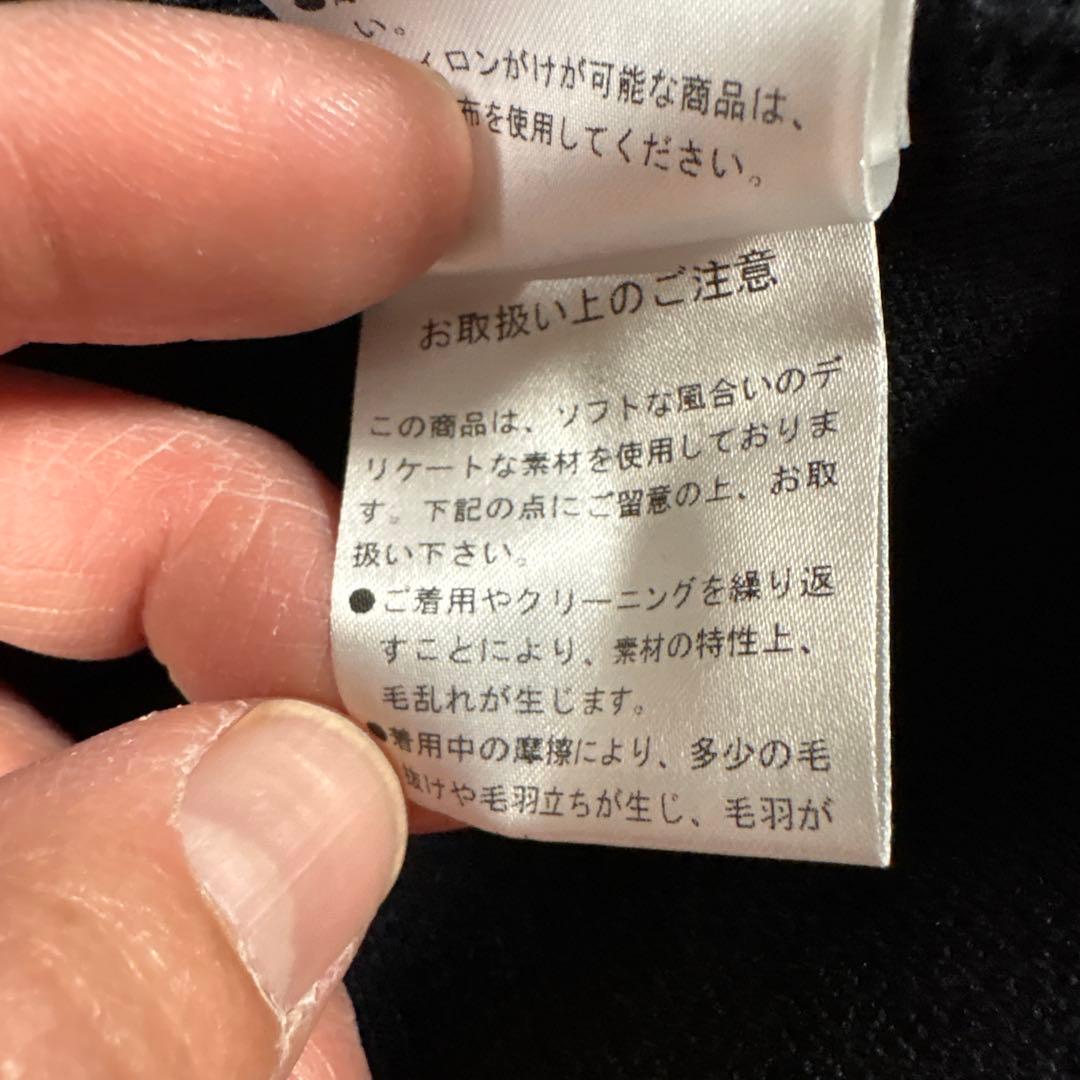 い。
イロンがけが可能な商品は、
布を使用してください。
お取扱い上のご注意
この商品は、ソフトな風合いのデ
リケートな素材を使用しておりま
す。下記の点にご留意の上、お取
扱い下さい。
●ご着用やクリーニングを繰り返
すことにより、素材の特性上、
毛乱れが生じます。
●着用中の摩擦により、多少の毛
抜けや毛羽立ちが生じ、毛羽が